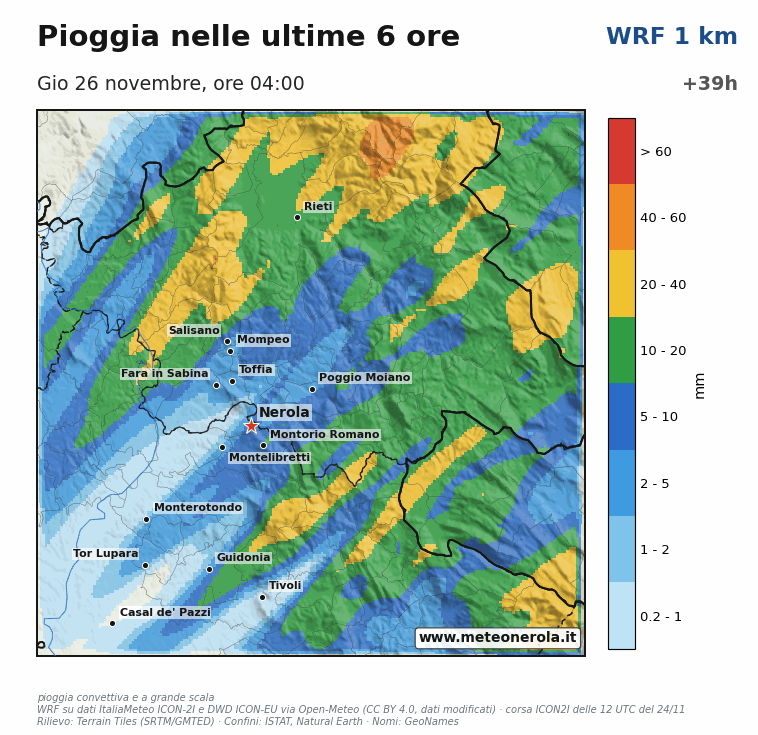 Pioggia nelle ultime 6 ore
WRF 1 km
Gio 26 novembre, ore 04:00
+39h
Rieti
Salisano
Mompeo
Toffia
Fara in Sabina
Poggio Moiano
Nerola
Montorio Romano
Montelibretti
Monterotondo
Tor Lupara
Guidonia
Tivoli
Casal de' Pazzi
www.meteonerola.it
> 60
40 - 60
20 - 40
10 - 20
5 - 10
2 - 5
1 - 2
0.2 - 1
mm
pioggia convettiva e a grande scala
WRF su dati ItaliaMeteo ICON-2I e DWD ICON-EU via Open-Meteo (CC BY 4.0, dati modificati) · corsa ICON2I delle 12 UTC del 24/11
Rilievo: Terrain Tiles (SRTM/GMTED) · Confini: ISTAT, Natural Earth · Nomi: GeoNames